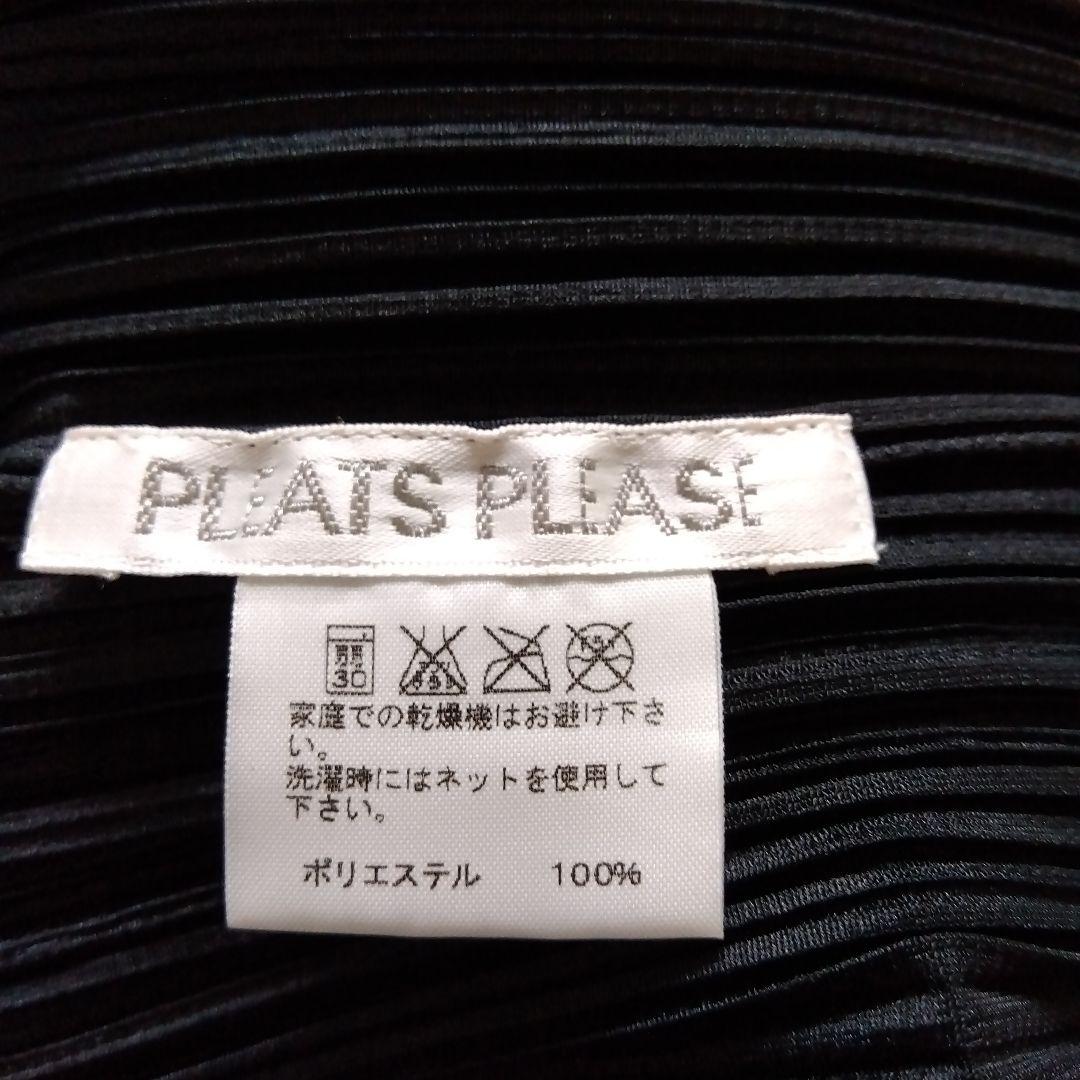 PLEATS PLEASE
弱
30
家庭での乾燥機はお避け下さ
い。
洗濯時にはネットを使用して
下さい。
ポリエステル 100%